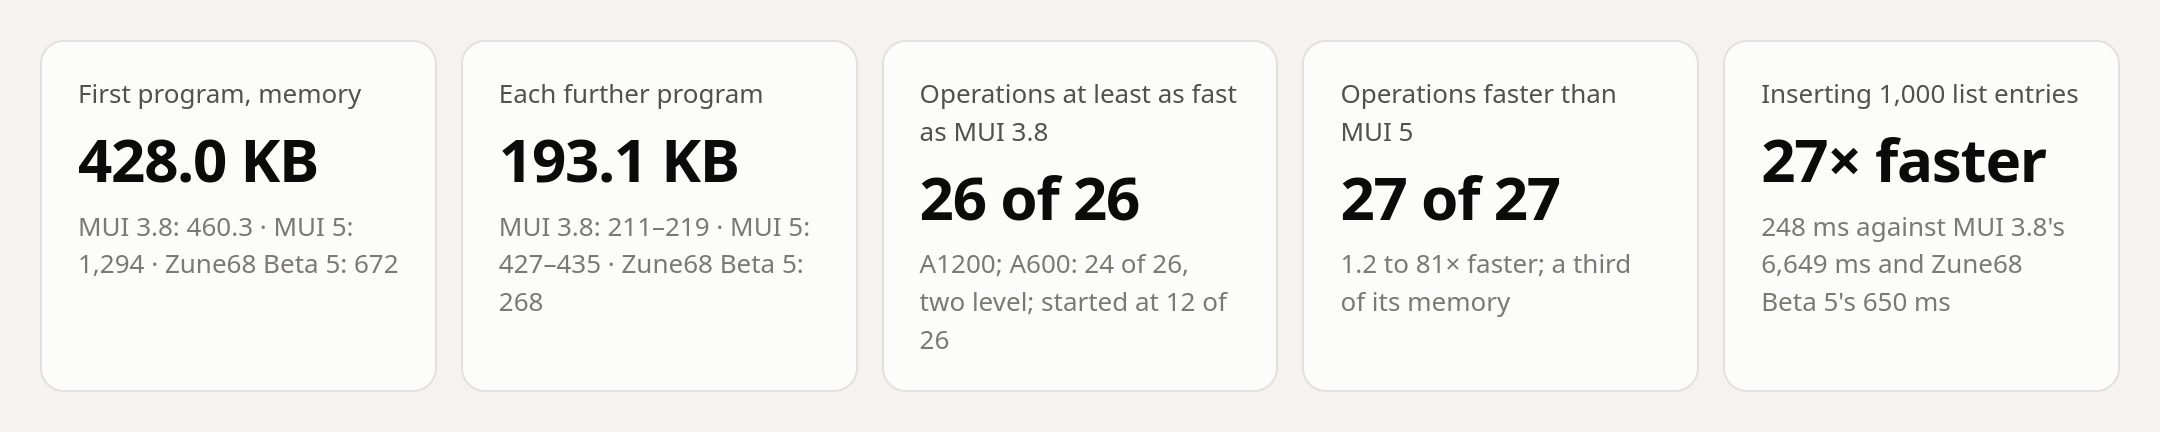 First program, memory
428.0 KB
MUI 3.8: 460.3 · MUI 5:
1,294 · Zune68 Beta 5: 672
Each further program
193.1 KB
MUI 3.8: 211–219 · MUI 5:
427–435 · Zune68 Beta 5:
268
Operations at least as fast
as MUI 3.8
26 of 26
A1200; A600: 24 of 26,
two level; started at 12 of
26
Operations faster than
MUI 5
27 of 27
1.2 to 81× faster; a third
of its memory
Inserting 1,000 list entries
27× faster
248 ms against MUI 3.8's
6,649 ms and Zune68
Beta 5's 650 ms